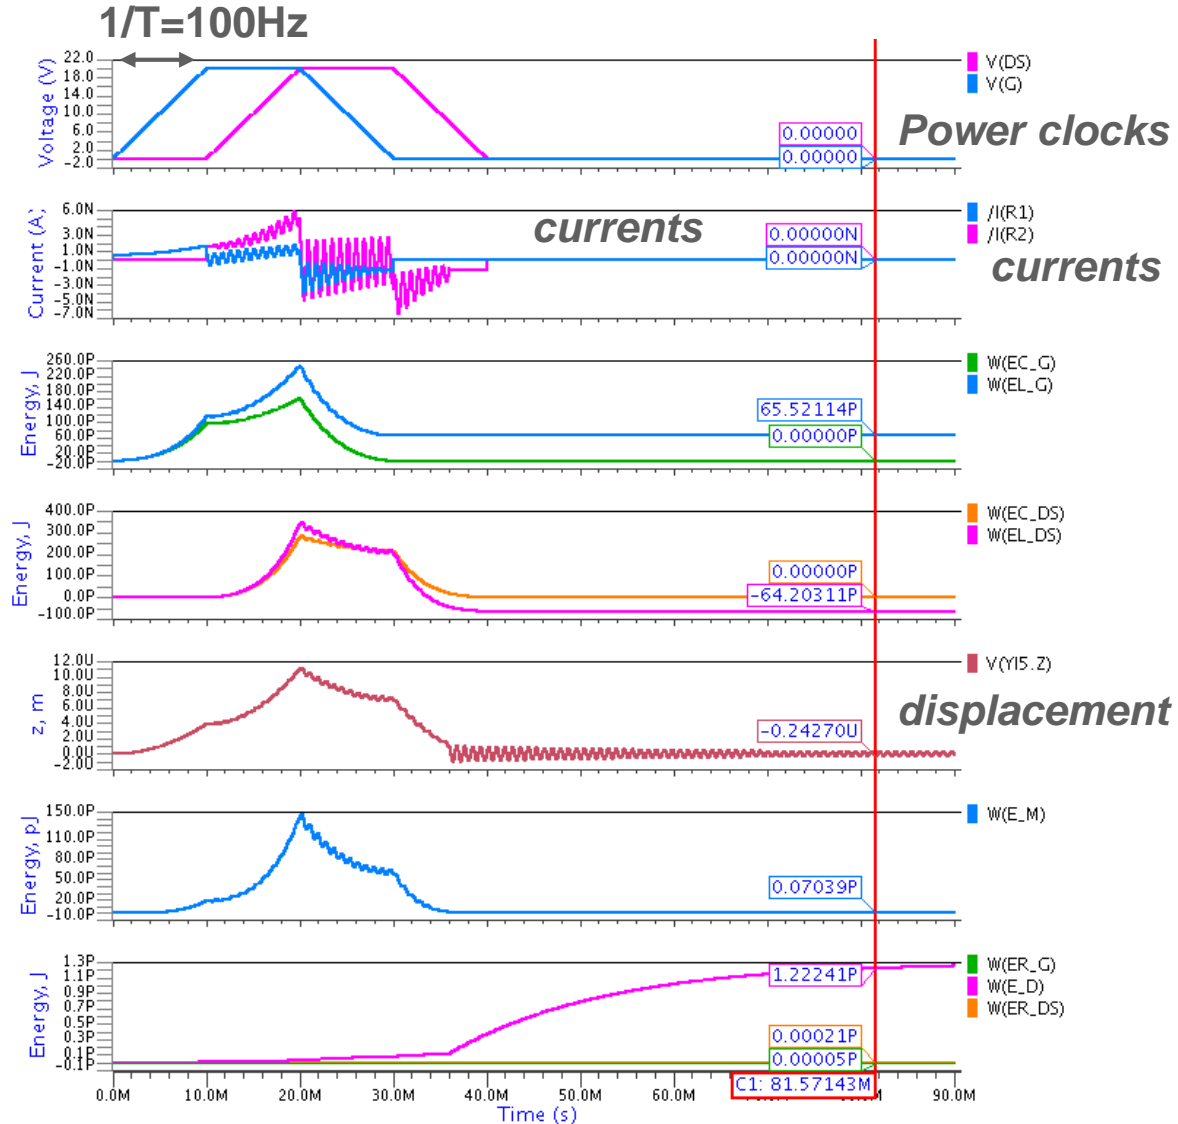 1/T=100Hz
22.0
18.0
14.0
10.0
6.0
2.0
-2.0
Voltage (V)
V(DS)
V(G)
Power clocks
0.00000
0.00000
6.0N
3.0N
1.0N
-1.0N
-3.0N
-5.0N
-7.0N
Current (A)
currents
/I(R1)
/I(R2)
currents
0.00000N
0.00000N
260.0P
220.0P
180.0P
140.0P
100.0P
60.0P
20.0P
-20.0P
Energy, J
W(EC_G)
W(EL_G)
65.52114P
0.00000P
400.0P
300.0P
200.0P
100.0P
0.0P
-100.0P
Energy, J
W(EC_DS)
W(EL_DS)
0.00000P
-64.20311P
12.0U
10.0U
8.0U
6.0U
4.0U
2.0U
0.0U
-2.0U
z, m
V(YI5.Z)
displacement
-0.24270U
150.0P
110.0P
80.0P
50.0P
20.0P
-10.0P
Energy, pJ
W(E_M)
0.07039P
1.3P
1.1P
0.9P
0.7P
0.5P
0.3P
0.1P
-0.1P
Energy, J
W(ER_G)
W(E_D)
W(ER_DS)
1.22241P
0.00021P
0.00005P
C1: 81.57143M
0.0M 10.0M 20.0M 30.0M 40.0M 50.0M 60.0M 90.0M
Time (s)